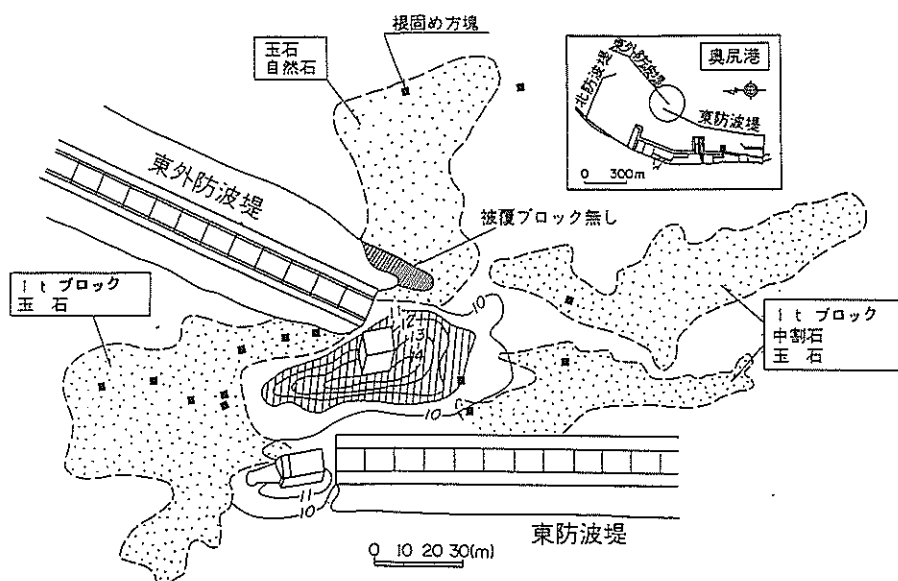 根固め方塊
玉石
自然石
奥尻港
東外防波堤
北防波堤
東防波堤
0 300m
東外防波堤
被覆ブロック無し
1tブロック
玉石
10
12
13
14
10
1tブロック
中割石
玉石
11
10
東防波堤
0 10 20 30(m)